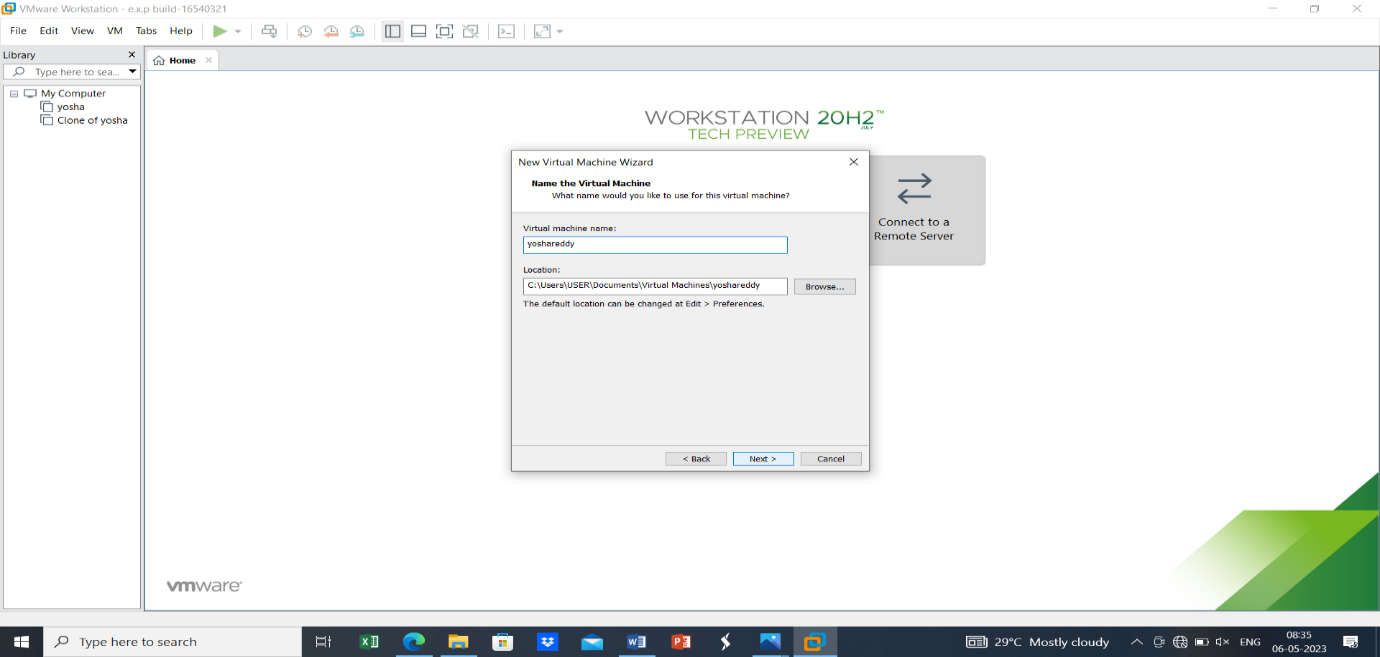 VMware Workstation - e.x.p build-16540321
File Edit View VM Tabs Help
Library
Type here to sea...
My Computer
yosha
Clone of yosha
Home
WORKSTATION 20H2™
JULY
TECH PREVIEW
Connect to a
Remote Server
New Virtual Machine Wizard
Name the Virtual Machine
What name would you like to use for this virtual machine?
Virtual machine name:
yoshareddy
Location:
C:\Users\USER\Documents\Virtual Machines\yoshareddy
Browse...
The default location can be changed at Edit > Preferences.
< Back Next > Cancel
vmware
Type here to search
29°C Mostly cloudy
ENG
08:35
06-05-2023